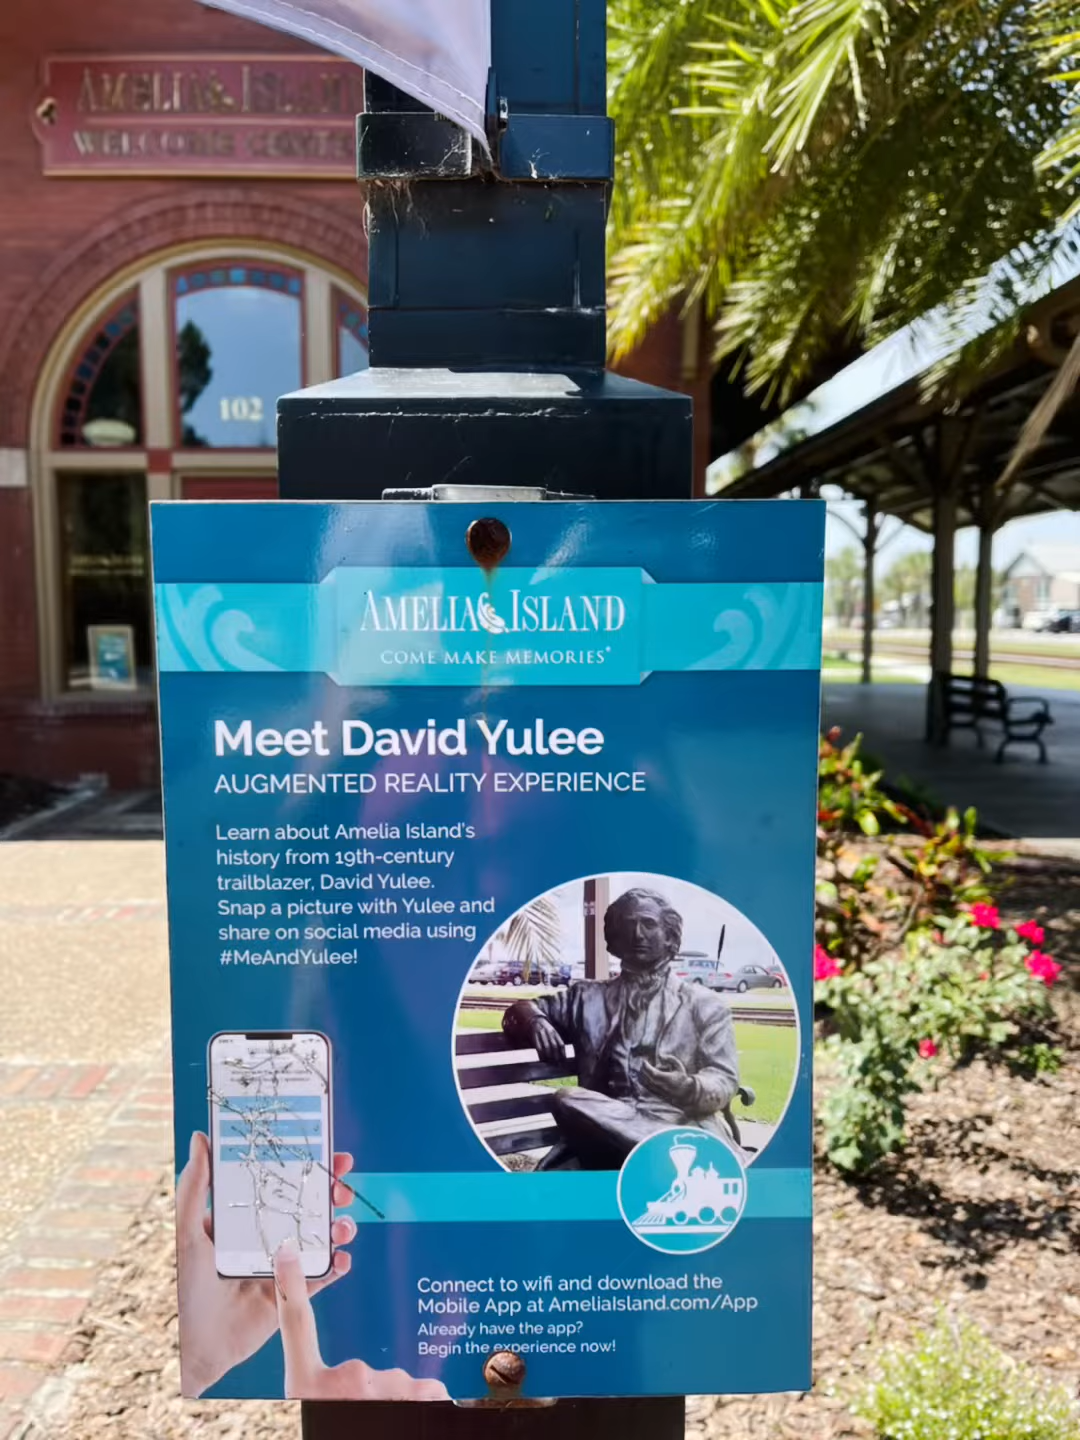 AMELIA ISLAND
WELCOME CENTER
102
AMELIA ISLAND
COME MAKE MEMORIES®
Meet David Yulee
AUGMENTED REALITY EXPERIENCE
Learn about Amelia Island's
history from 19th-century
trailblazer, David Yulee.
Snap a picture with Yulee and
share on social media using
#MeAndYulee!
Connect to wifi and download the
Mobile App at AmeliaIsland.com/App
Already have the app?
Begin the experience now!